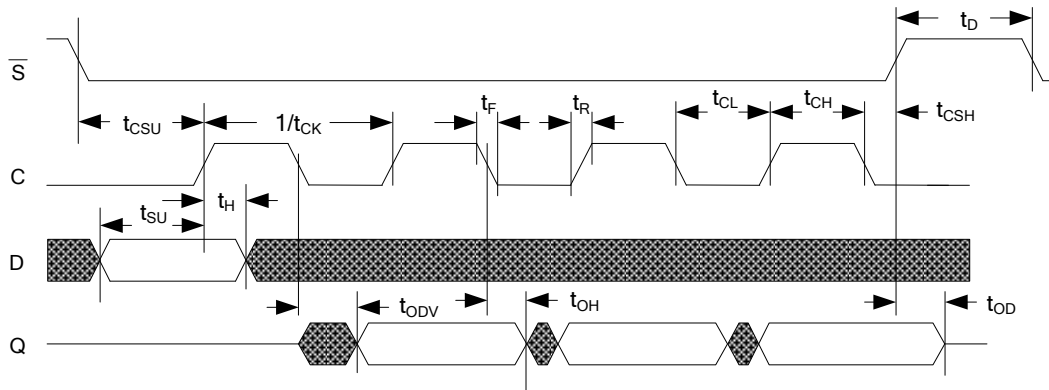 t_D
S̅
t_F
t_R
t_CL
t_CH
t_CSU
1/t_CK
t_CSH
C
t_SU
t_H
D
t_ODV
t_OH
t_OD
Q